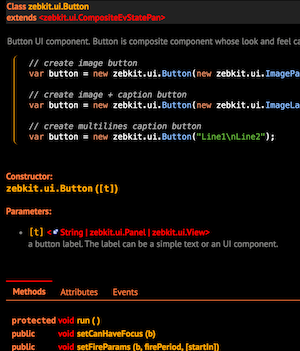 Class zebkit.ui.Button
extends <zebkit.ui.CompositeEvStatePan>
Button UI component. Button is composite component whose look and feel ca
// create image button
var button = new zebkit.ui.Button(new zebkit.ui.ImagePa
// create image + caption button
var button = new zebkit.ui.Button(new zebkit.ui.ImageLa
// create multilines caption button
var button = new zebkit.ui.Button("Line1\nLine2");
Constructor:
zebkit.ui.Button ([t])
Parameters:
[t] < String | zebkit.ui.Panel | zebkit.ui.View>
a button label. The label can be a simple text or an UI component.
Methods Attributes Events
protected void run ()
public void setCanHaveFocus (b)
public void setFireParams (b, firePeriod, [startIn])